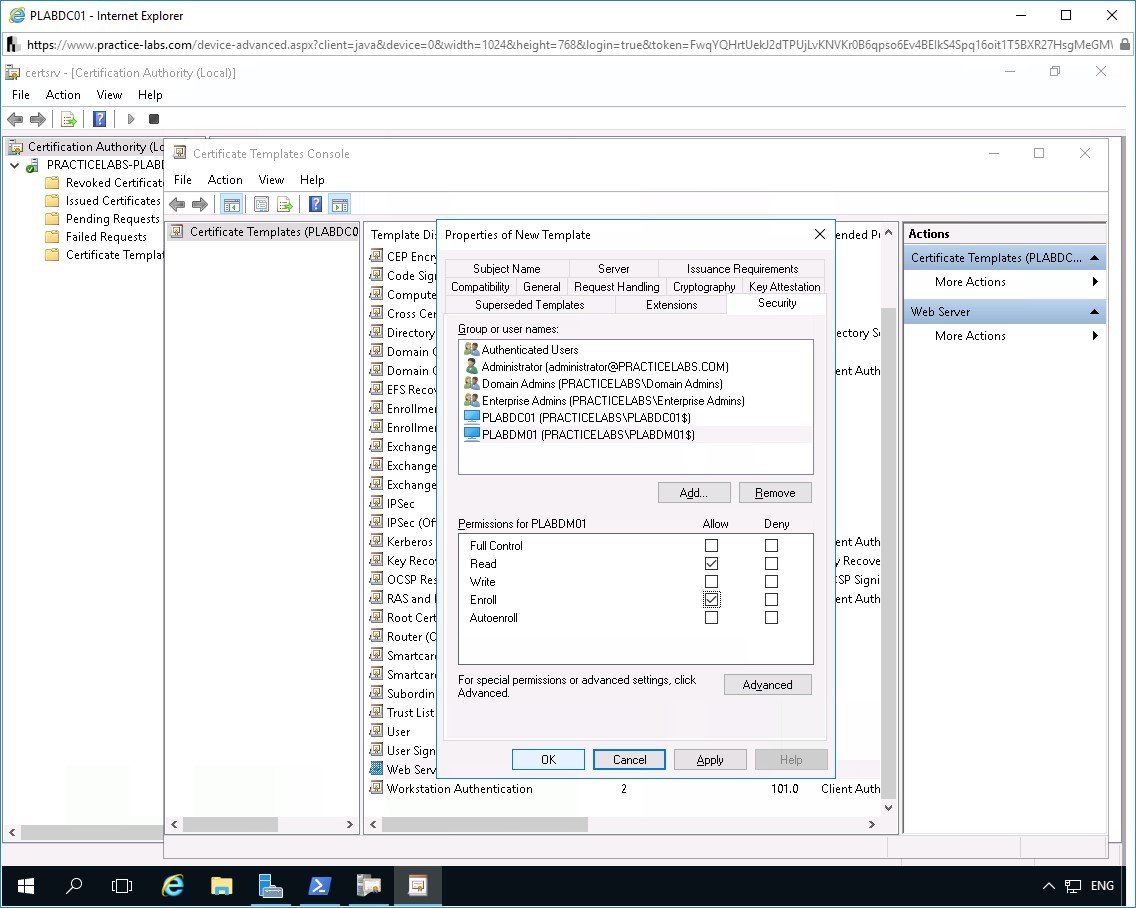 PLABDC01 - Internet Explorer
https://www.practice-labs.com/device-advanced.aspx?client=java&device=0&width=1024&height=768&login=true&token=
certsrv - [Certification Authority (Local)]
File Action View Help
Certification Authority (Lo
PRACTICELABS-PLABD
Revoked Certificat
Issued Certificates
Pending Requests
Failed Requests
Certificate Templat
Certificate Templates Console
File Action View Help
Certificate Templates (PLABDC0
Template Di
CEP Encry
Code Sig
Compute
Cross Cer
Directory
Domain C
Domain C
EFS Reco
Enrollmer
Enrollmer
Exchange
Exchange
Exchange
IPSec
IPSec (Of
Kerberos
Key Reco
OCSP Res
RAS and I
Root Cert
Router (O
Smartcar
Smartcar
Subordin
Trust List
User
User Sign
Web Serv
Workstation Authentication 2 101.0 Client Auth
ended P
ectory S
ent Auth
ent Auth
y Recove
SP Signi
ent Auth
Properties of New Template
Subject Name Server Issuance Requirements
Compatibility General Request Handling Cryptography Key Attestation
Superseded Templates Extensions Security
Group or user names:
Authenticated Users
Administrator (administrator@PRACTICELABS.COM)
Domain Admins (PRACTICELABS\Domain Admins)
Enterprise Admins (PRACTICELABS\Enterprise Admins)
PLABDC01 (PRACTICELABS\PLABDC01$)
PLABDM01 (PRACTICELABS\PLABDM01$)
Add... Remove
Permissions for PLABDM01 Allow Deny
Full Control
Read
Write
Enroll
Autoenroll
For special permissions or advanced settings, click
Advanced.
Advanced
OK Cancel Apply Help
Actions
Certificate Templates (PLABDC...
More Actions
Web Server
More Actions
ENG